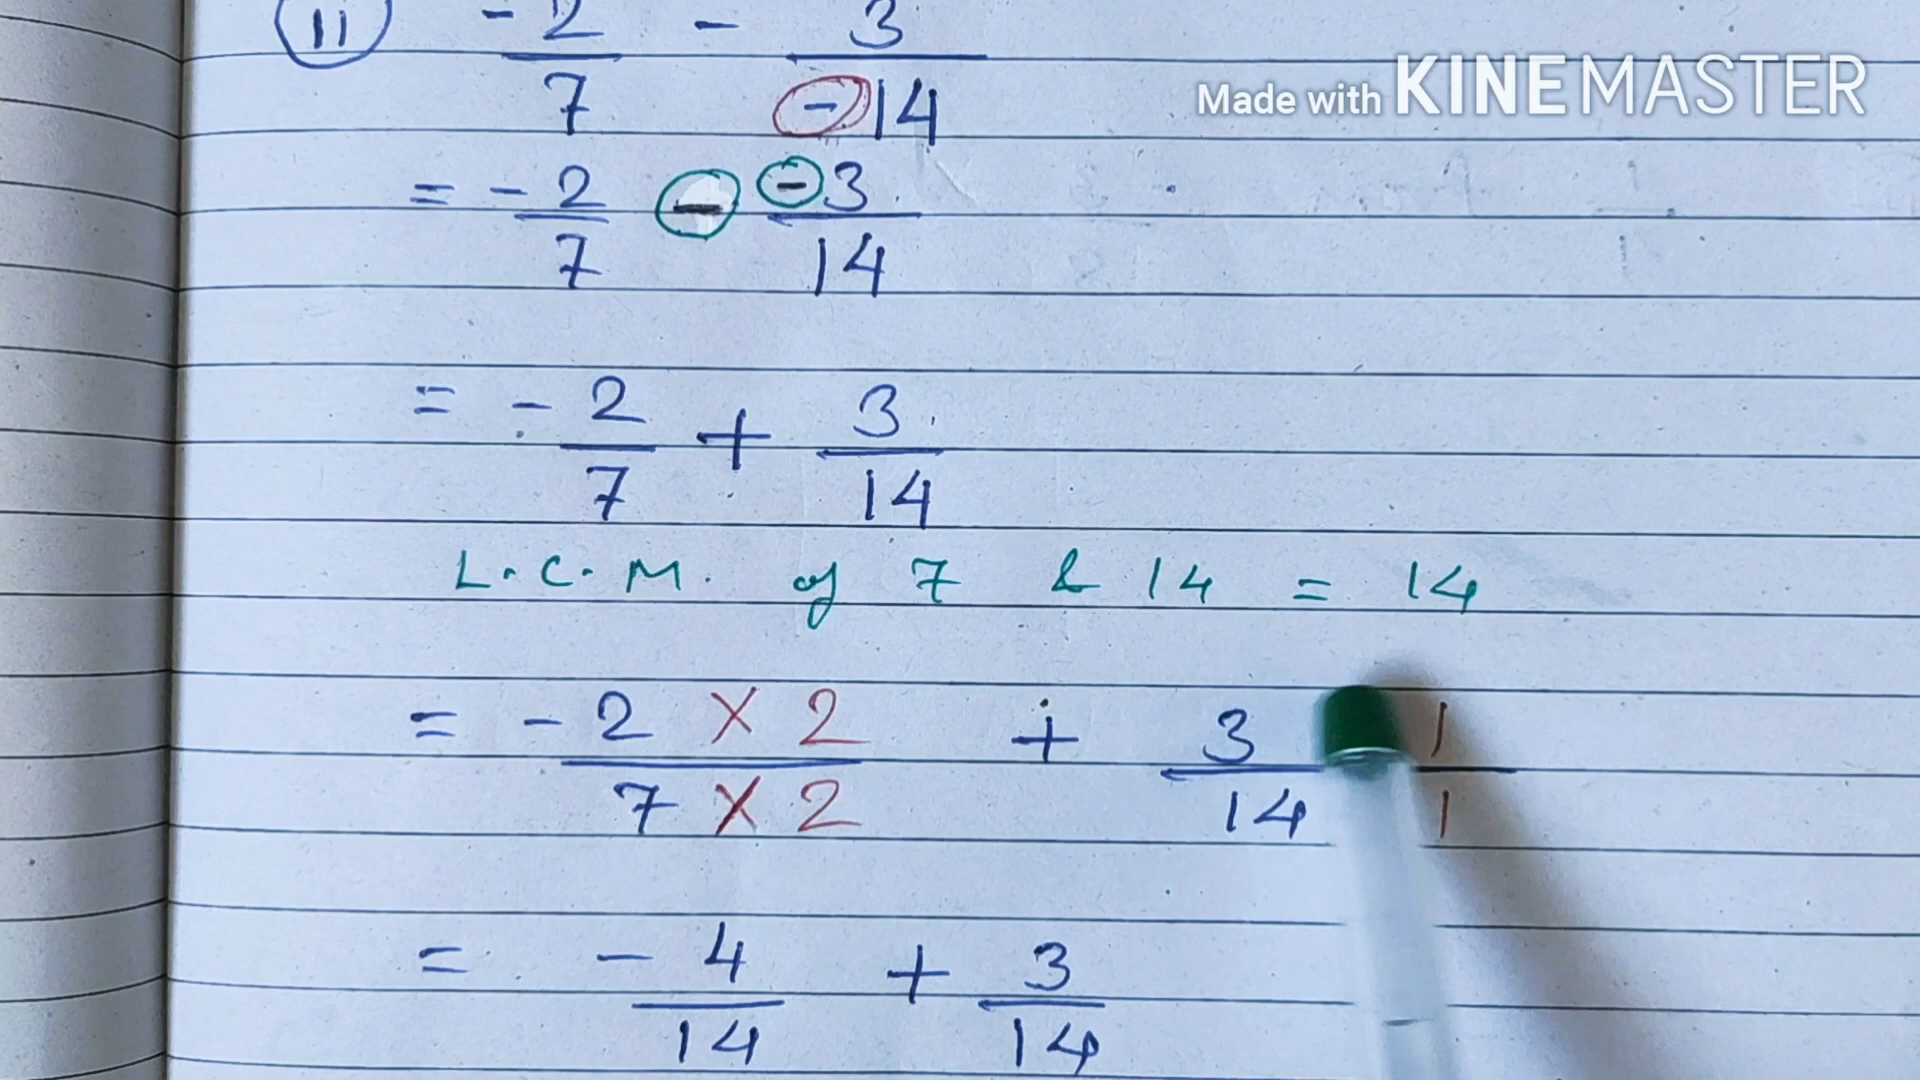 11 -2/7 - 3/-14
Made with KINEMASTER
= -2/7 - -3/14
= -2/7 + 3/14
L.C.M. of 7 & 14 = 14
= -2 × 2/7 × 2 + 3/14 1/1
= -4/14 + 3/14